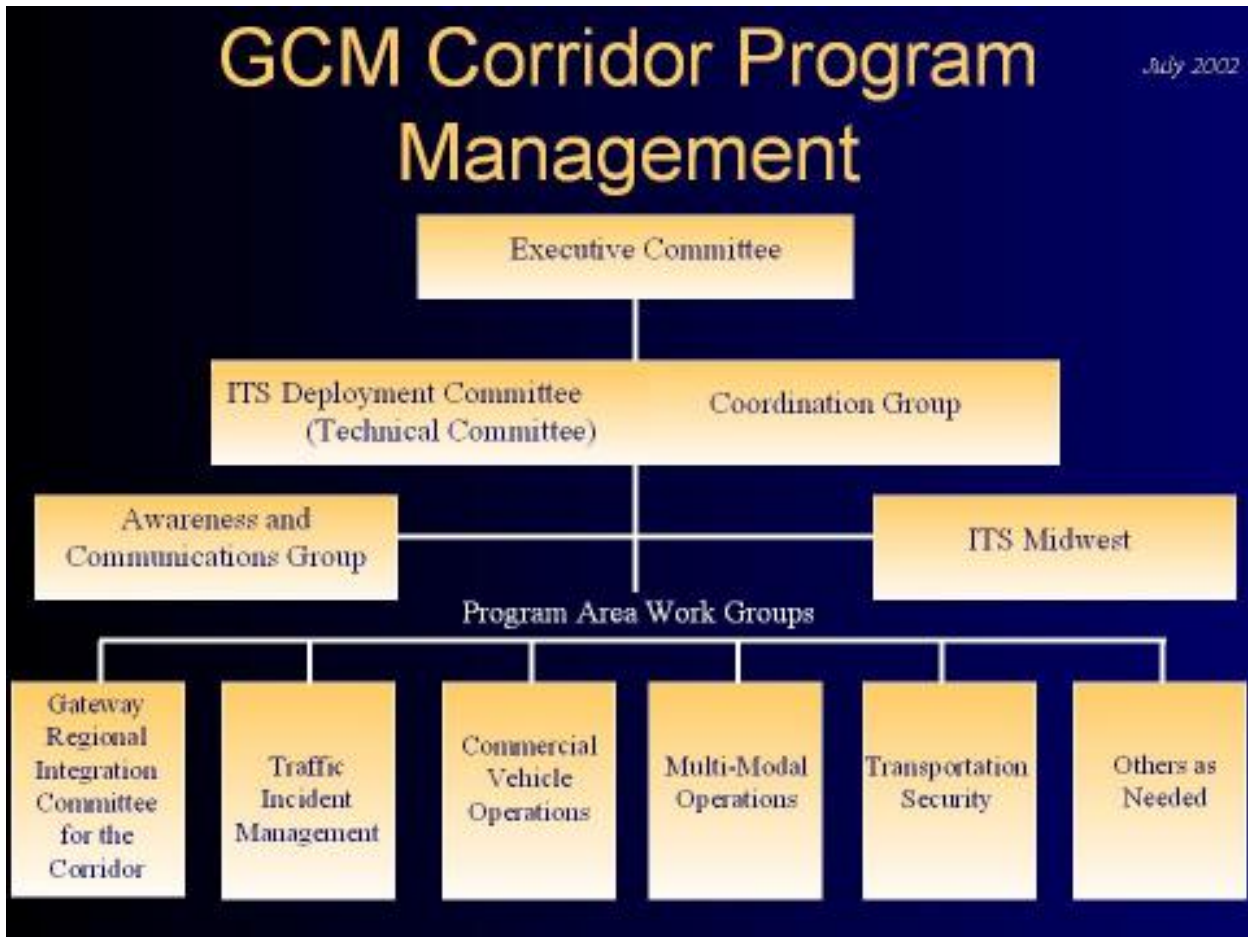 GCM Corridor Program
Management
July 2002
Executive Committee
ITS Deployment Committee
(Technical Committee)
Coordination Group
Awareness and
Communications Group
ITS Midwest
Program Area Work Groups
Gateway
Regional
Integration
Committee
for the
Corridor
Traffic
Incident
Management
Commercial
Vehicle
Operations
Multi-Modal
Operations
Transportation
Security
Others as
Needed